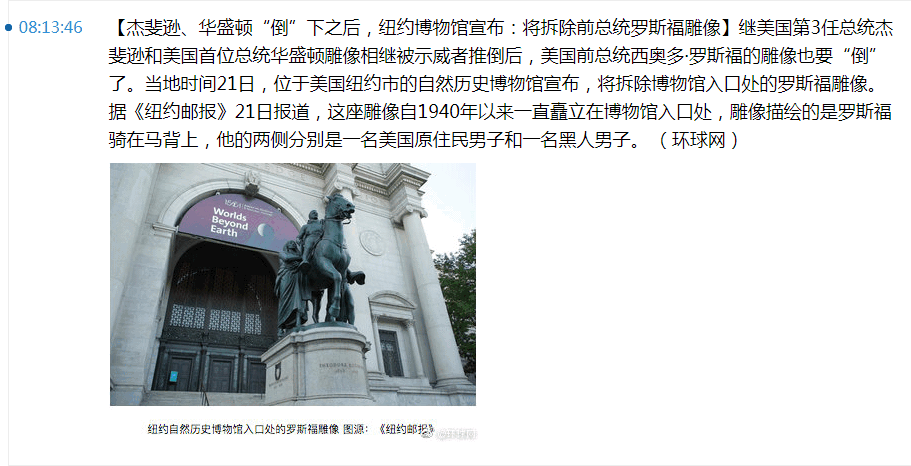 08:13:46
【杰斐逊、华盛顿“倒”下之后，纽约博物馆宣布：将拆除前总统罗斯福雕像】继美国第3任总统杰
斐逊和美国首位总统华盛顿雕像相继被示威者推倒后，美国前总统西奥多·罗斯福的雕像也要“倒”
了。当地时间21日，位于美国纽约市的自然历史博物馆宣布，将拆除博物馆入口处的罗斯福雕像。
据《纽约邮报》21日报道，这座雕像自1940年以来一直矗立在博物馆入口处，雕像描绘的是罗斯福
骑在马背上，他的两侧分别是一名美国原住民男子和一名黑人男子。（环球网）
Worlds
Beyond
Earth
THEODORE
纽约自然历史博物馆入口处的罗斯福雕像 图源：《纽约邮报》
@环球网